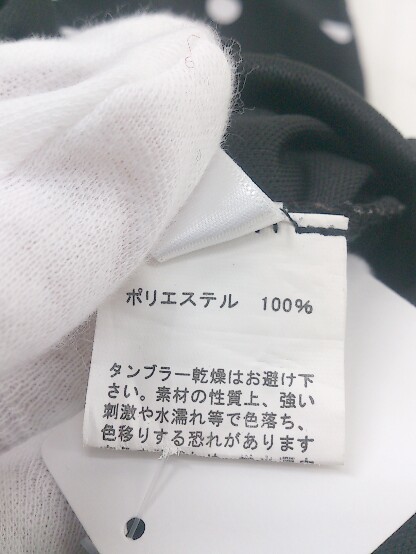 ポリエステル 100%
タンブラー乾燥はお避け下
さい。素材の性質上、強い
刺激や水濡れ等で色落ち、
色移りする恐れがあります